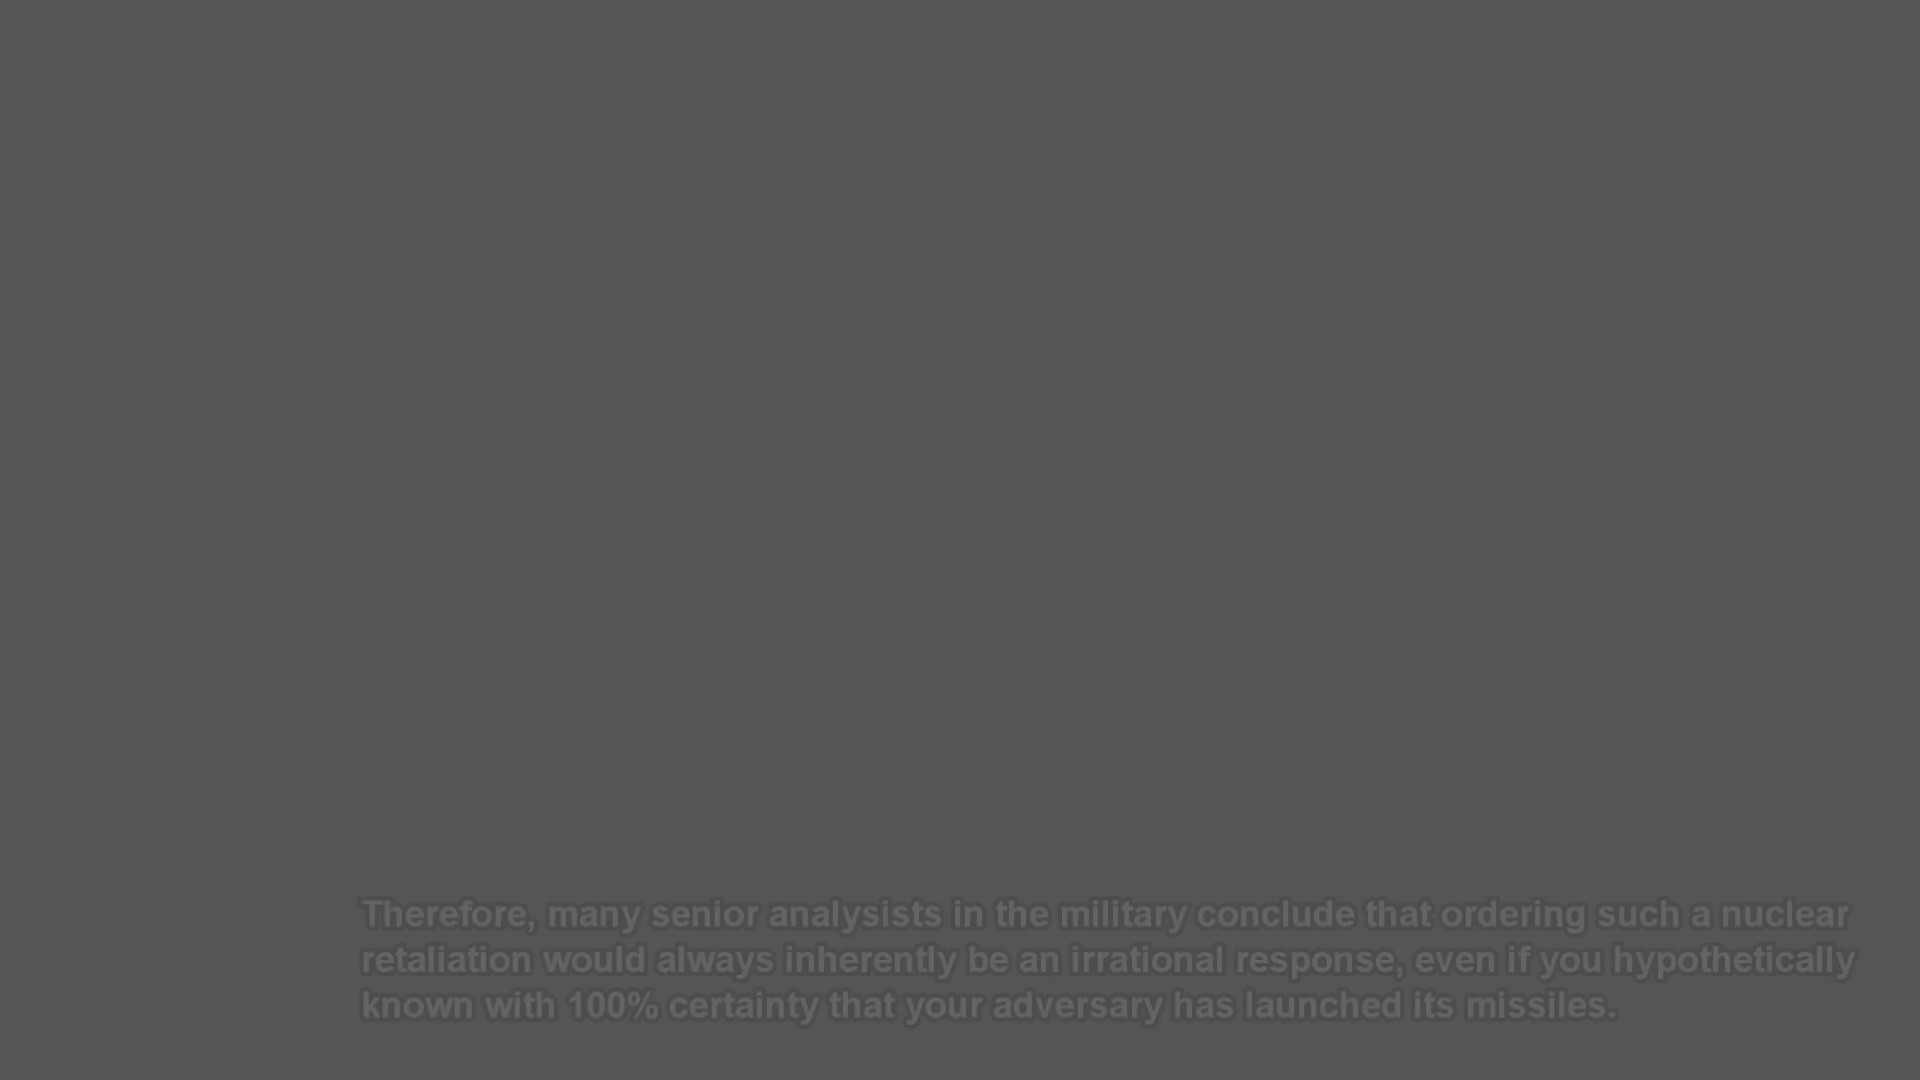 Therefore, many senior analysists in the military conclude that ordering such a nuclear
retaliation would always inherently be an irrational response, even if you hypothetically
known with 100% certainty that your adversary has launched its missiles.